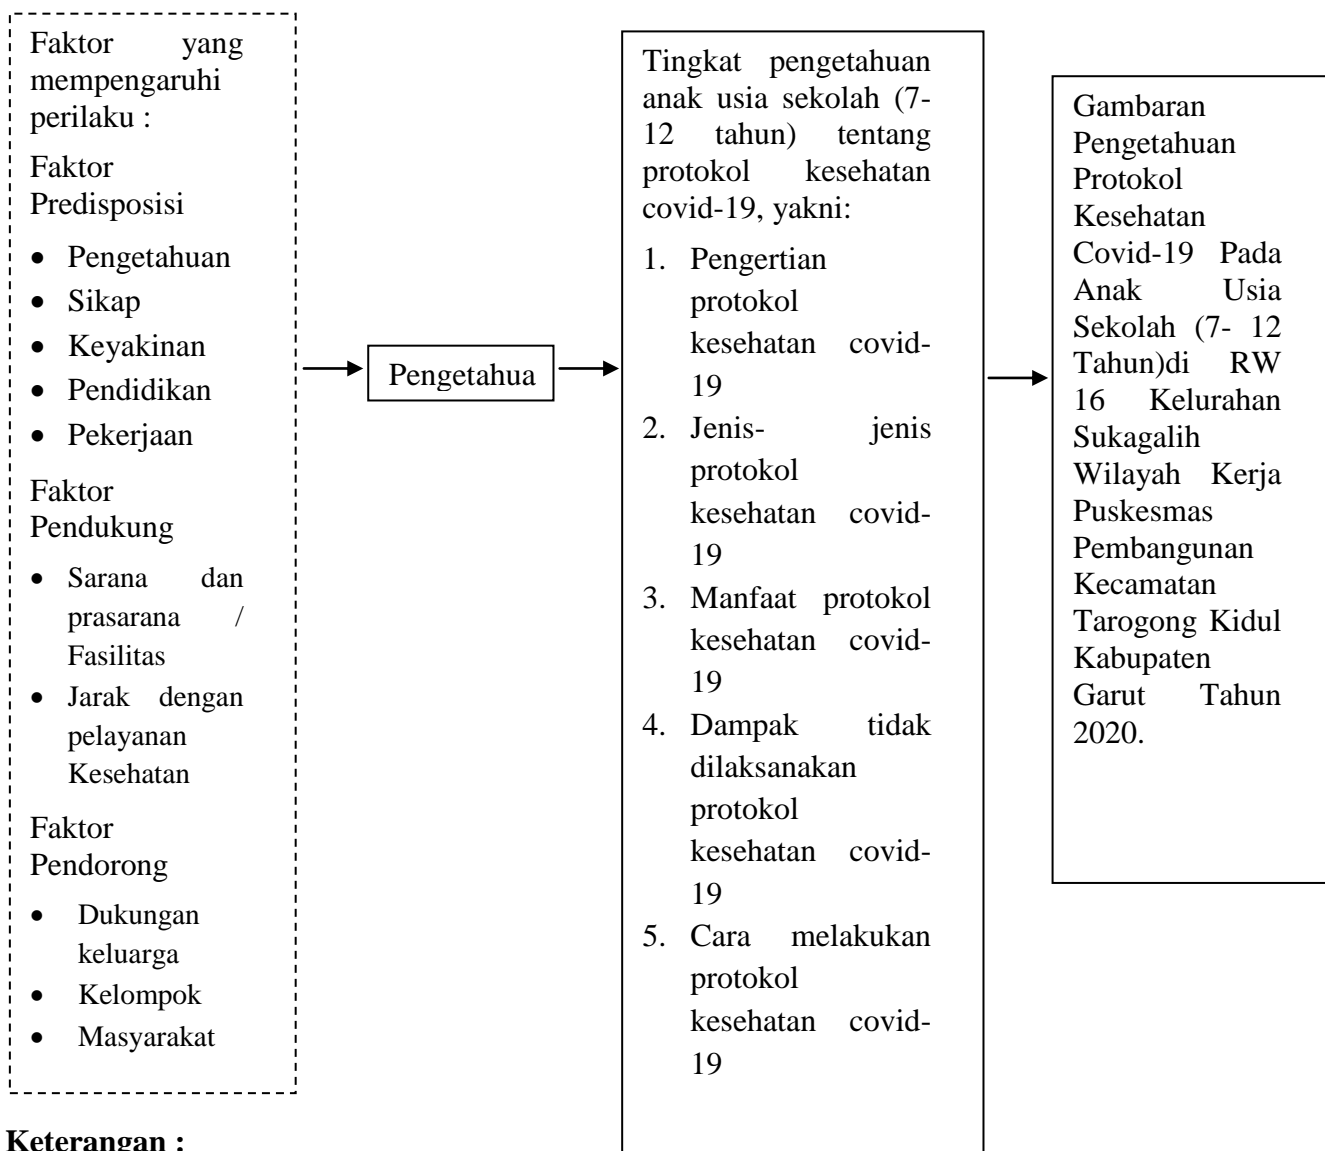 Faktor yang
mempengaruhi
perilaku :
Faktor
Predisposisi
• Pengetahuan
• Sikap
• Keyakinan
• Pendidikan
• Pekerjaan
Faktor
Pendukung
• Sarana dan
prasarana /
Fasilitas
• Jarak dengan
pelayanan
Kesehatan
Faktor
Pendorong
• Dukungan
keluarga
• Kelompok
• Masyarakat
Pengetahua
Tingkat pengetahuan
anak usia sekolah (7-
12 tahun) tentang
protokol kesehatan
covid-19, yakni:
1. Pengertian
protokol
kesehatan covid-
19
2. Jenis- jenis
protokol
kesehatan covid-
19
3. Manfaat protokol
kesehatan covid-
19
4. Dampak tidak
dilaksanakan
protokol
kesehatan covid-
19
5. Cara melakukan
protokol
kesehatan covid-
19
Gambaran
Pengetahuan
Protokol
Kesehatan
Covid-19 Pada
Anak Usia
Sekolah (7- 12
Tahun)di RW
16 Kelurahan
Sukagalih
Wilayah Kerja
Puskesmas
Pembangunan
Kecamatan
Tarogong Kidul
Kabupaten
Garut Tahun
2020.
Keterangan :